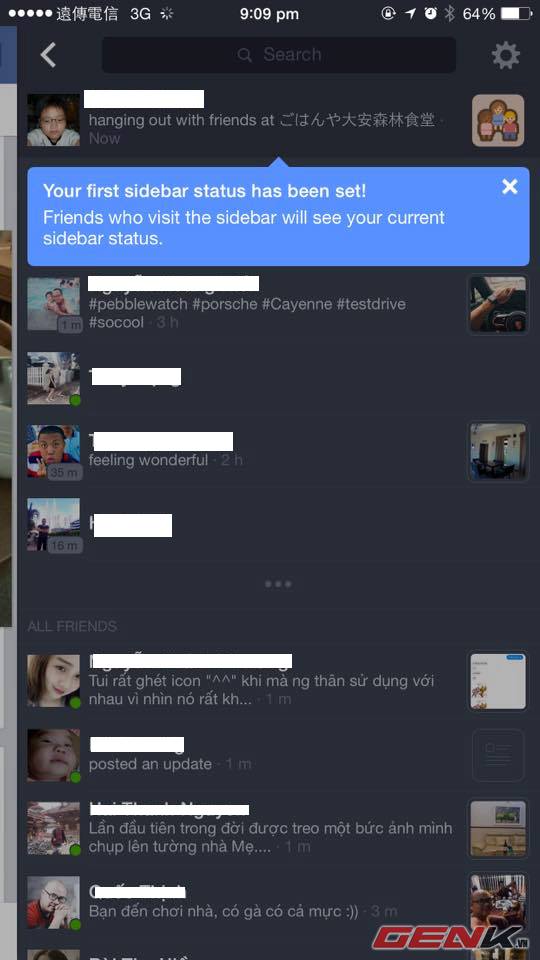 遠傳電信 3G 9:09 pm 64%
Search
hanging out with friends at ごはんや大安森林食堂 ·
Now
Your first sidebar status has been set!
Friends who visit the sidebar will see your current
sidebar status.
#pebblewatch #porsche #Cayenne #testdrive
1 m
#socool · 3 h
feeling wonderful · 2 h
35 m
16 m
ALL FRIENDS
Tui rất ghét icon "^^" khi mà ng thân sử dụng với
nhau vì nhìn nó rất kh... · 1 m
posted an update · 1 m
Lần đầu tiên trong đời được treo một bức ảnh mình
chụp lên tường nhà Mẹ.... · 1 m
Bạn đến chơi nhà, có gà có cả mực :)) · 3 m
GENK.VN